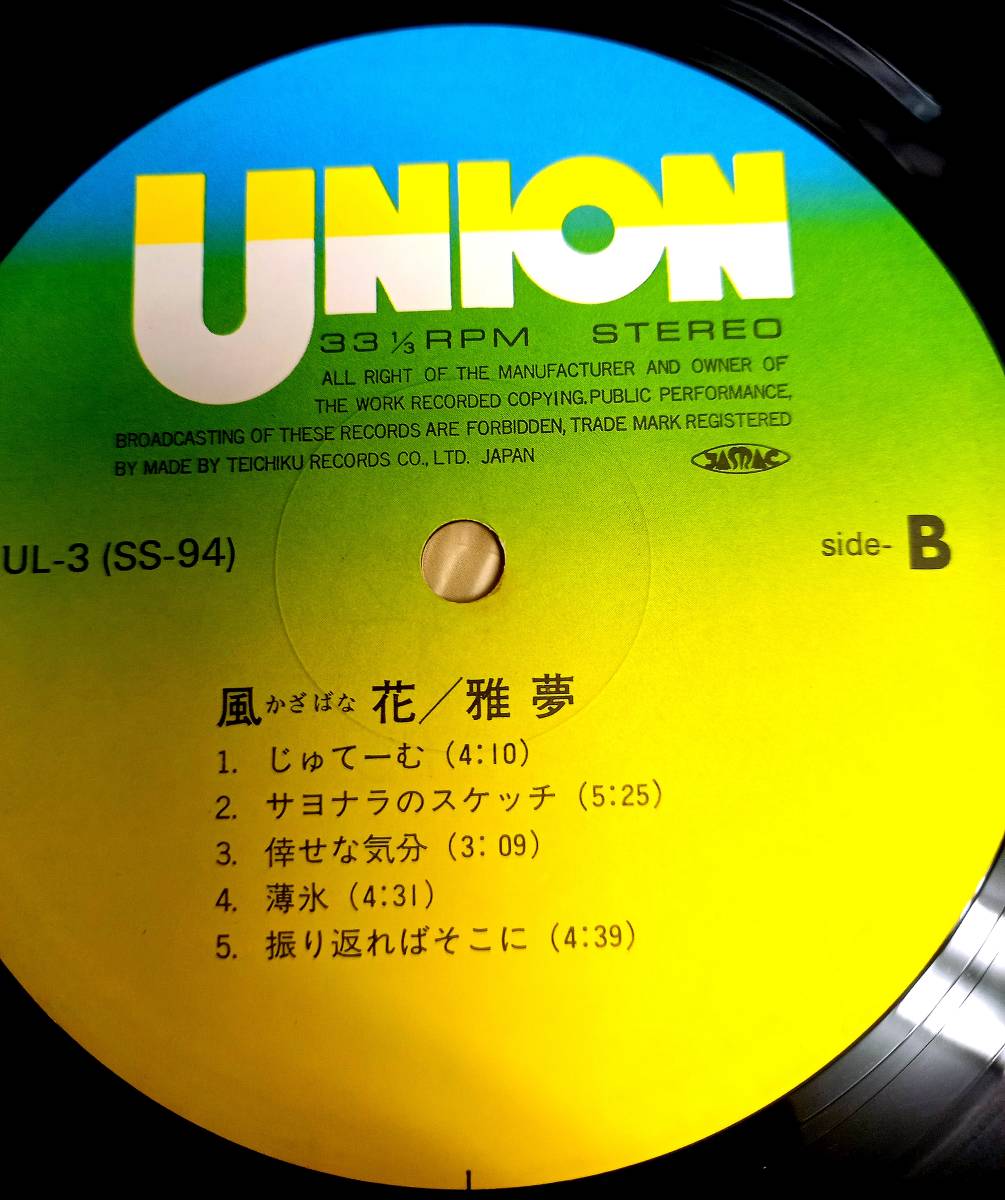 UNION
33 1/3 RPM STEREO
ALL RIGHT OF THE MANUFACTURER AND OWNER OF
THE WORK RECORDED COPYING.PUBLIC PERFORMANCE,
BROADCASTING OF THESE RECORDS ARE FORBIDDEN, TRADE MARK REGISTERED
BY MADE BY TEICHIKU RECORDS CO., LTD. JAPAN
JASRAC
UL-3 (SS-94)
side- B
風かざばな花／雅夢
1. じゅてーむ (4:10)
2. サヨナラのスケッチ (5:25)
3. 倖せな気分 (3:09)
4. 薄氷 (4:31)
5. 振り返ればそこに (4:39)